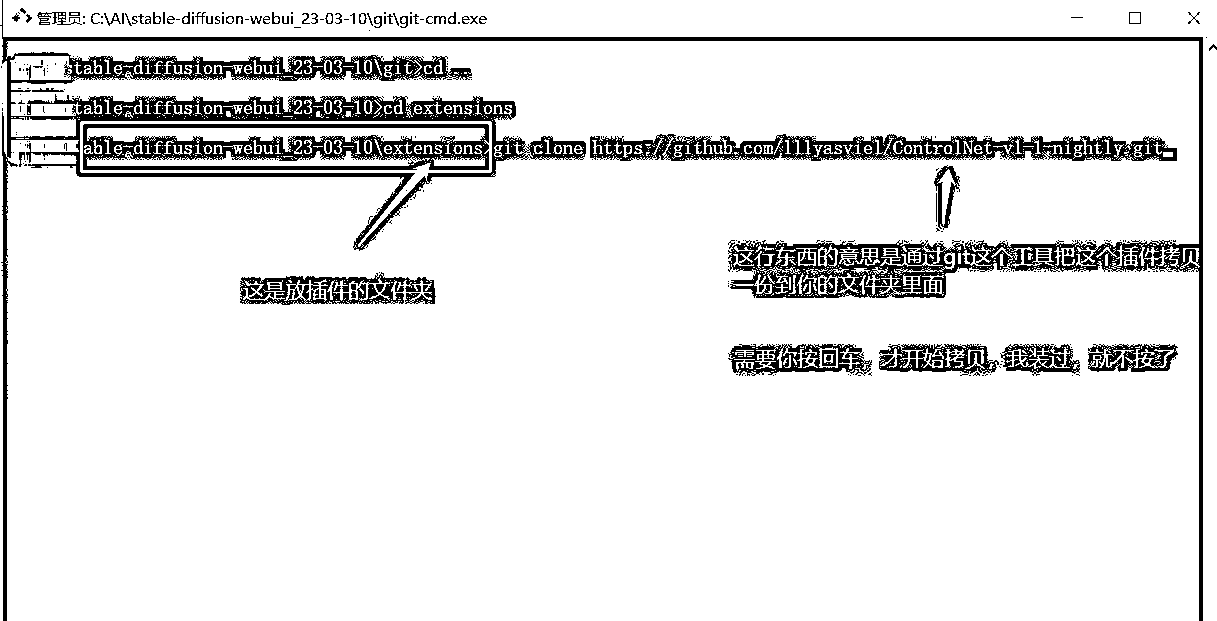 管理员: C:\AI\stable-diffusion-webui_23-03-10\git\git-cmd.exe
table-diffusion-webui_23-03-10\git>cd ..
table-diffusion-webui_23-03-10>cd extensions
able-diffusion-webui_23-03-10\extensions>git clone https://github.com/lllyasviel/ControlNet-v1-1-nightly.git
这是放插件的文件夹
这行东西的意思是通过git这个工具把这个插件拷贝
一份到你的文件夹里面
需要你按回车，才开始拷贝，我装过，就不按了